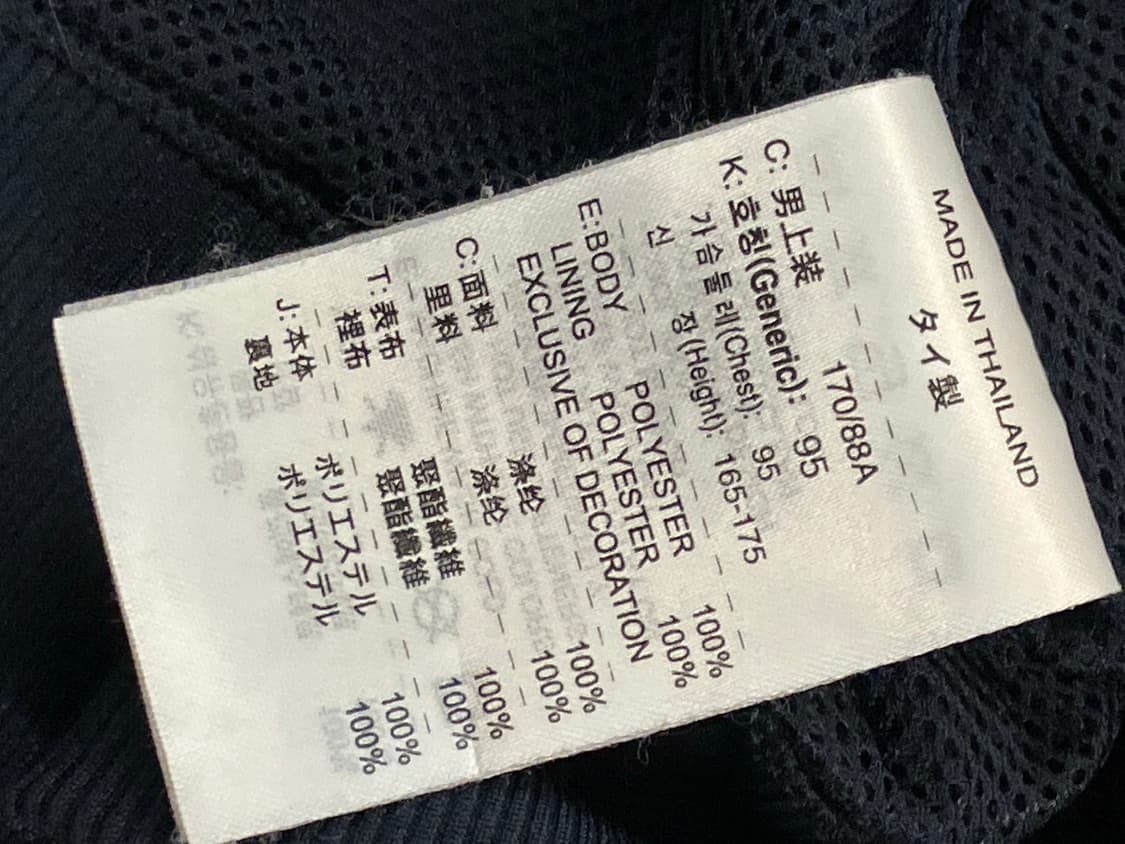 MADE IN THAILAND
タイ製
C: 男上装 170/88A
K: 호칭(Generic): 95
가슴둘레(Chest): 95
신 장(Height): 165-175
E:BODY POLYESTER 100%
LINING POLYESTER 100%
EXCLUSIVE OF DECORATION
C:面料 涤纶 100%
里料 涤纶 100%
T:表布 聚酯纖維 100%
裡布 聚酯纖維 100%
J:本体 ポリエステル 100%
裏地 ポリエステル 100%